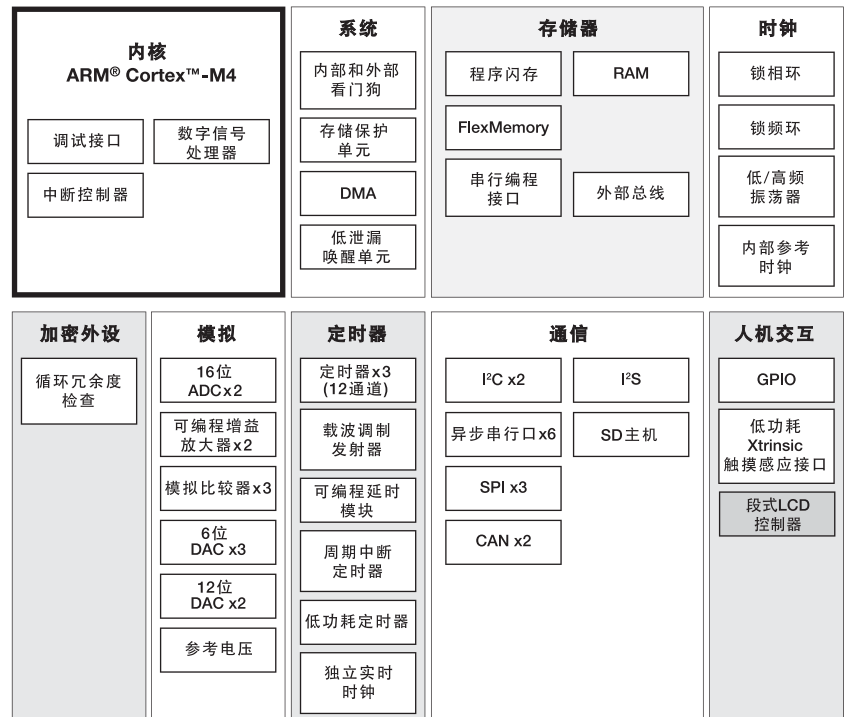 内核
ARM® Cortex™-M4
调试接口
数字信号
处理器
中断控制器
系统
内部和外部
看门狗
存储保护
单元
DMA
低泄漏
唤醒单元
存储器
程序闪存
RAM
FlexMemory
串行编程
接口
外部总线
时钟
锁相环
锁频环
低/高频
振荡器
内部参考
时钟
加密外设
循环冗余度
检查
模拟
16位
ADCx2
可编程增益
放大器x2
模拟比较器x3
6位
DAC x3
12位
DAC x2
参考电压
定时器
定时器x3
(12通道)
载波调制
发射器
可编程延时
模块
周期中断
定时器
低功耗定时器
独立实时
时钟
通信
I²C x2
I²S
异步串行口x6
SD主机
SPI x3
CAN x2
人机交互
GPIO
低功耗
Xtrinsic
触摸感应接口
段式LCD
控制器